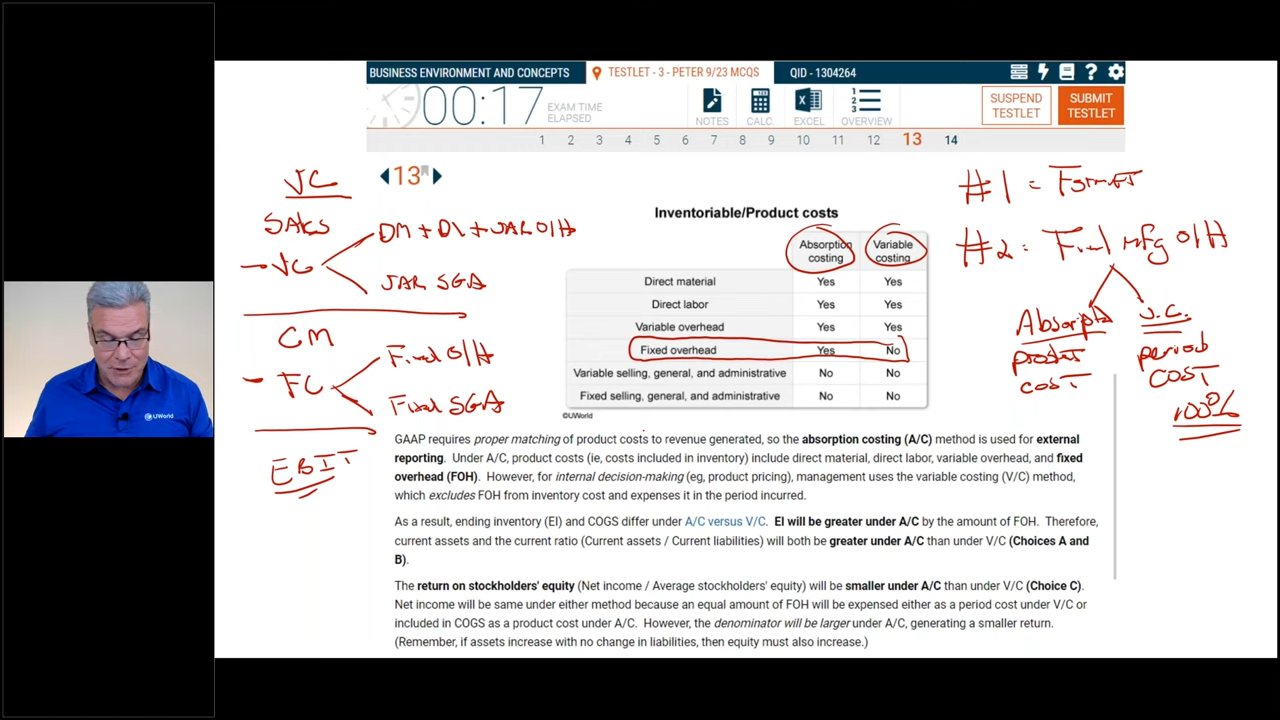 BUSINESS ENVIRONMENT AND CONCEPTS
TESTLET - 3 - PETER 9/23 MCQS
QID - 1304264
00:17
EXAM TIME
ELAPSED
NOTES
CALC.
EXCEL
OVERVIEW
SUSPEND
TESTLET
SUBMIT
TESTLET
1 2 3 4 5 6 7 8 9 10 11 12 13 14
13
VC
SALES
- VC
DM + DL + VAR O/H
VAR SGA
CM
- FC
Fixed O/H
Fixed SGA
EBIT
#1 = Format
#2 = Fixed Mfg O/H
Absorpt
product
cost
V.C.
period
cost
100%
Inventoriable/Product costs
Absorption costing Variable costing
Direct material Yes Yes
Direct labor Yes Yes
Variable overhead Yes Yes
Fixed overhead Yes No
Variable selling, general, and administrative No No
Fixed selling, general, and administrative No No
©UWorld
GAAP requires proper matching of product costs to revenue generated, so the absorption costing (A/C) method is used for external
reporting. Under A/C, product costs (ie, costs included in inventory) include direct material, direct labor, variable overhead, and fixed
overhead (FOH). However, for internal decision-making (eg, product pricing), management uses the variable costing (V/C) method,
which excludes FOH from inventory cost and expenses it in the period incurred.
As a result, ending inventory (EI) and COGS differ under A/C versus V/C. EI will be greater under A/C by the amount of FOH. Therefore,
current assets and the current ratio (Current assets / Current liabilities) will both be greater under A/C than under V/C (Choices A and
B).
The return on stockholders' equity (Net income / Average stockholders' equity) will be smaller under A/C than under V/C (Choice C).
Net income will be same under either method because an equal amount of FOH will be expensed either as a period cost under V/C or
included in COGS as a product cost under A/C. However, the denominator will be larger under A/C, generating a smaller return.
(Remember, if assets increase with no change in liabilities, then equity must also increase.)
UWorld